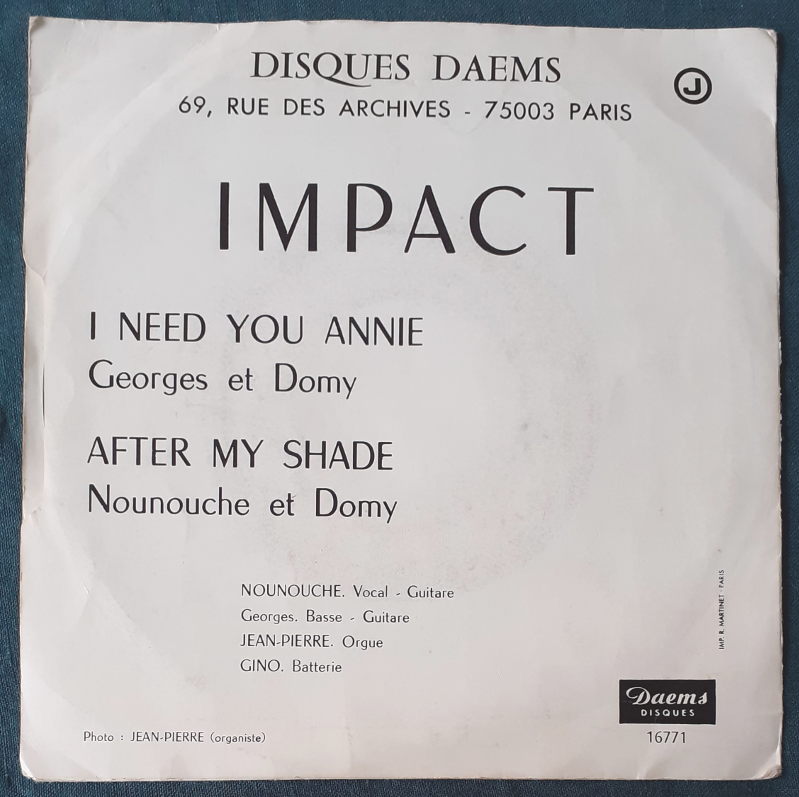 DISQUES DAEMS
J
69, RUE DES ARCHIVES - 75003 PARIS
IMPACT
I NEED YOU ANNIE
Georges et Domy
AFTER MY SHADE
Nounouche et Domy
NOUNOUCHE. Vocal - Guitare
Georges. Basse - Guitare
JEAN-PIERRE. Orgue
GINO. Batterie
IMP. R. MARTINET - PARIS
Daems
DISQUES
16771
Photo : JEAN-PIERRE (organiste)